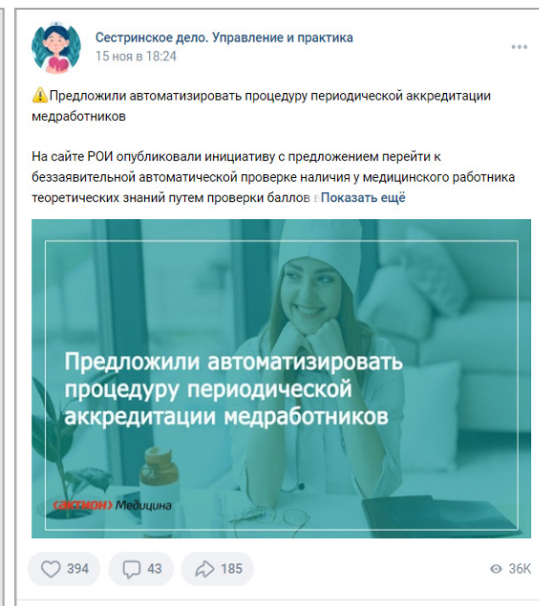 Сестринское дело. Управление и практика
15 ноя в 18:24
⚠️Предложили автоматизировать процедуру периодической аккредитации
медработников
На сайте РОИ опубликовали инициативу с предложением перейти к
беззаявительной автоматической проверке наличия у медицинского работника
теоретических знаний путем проверки баллов Показать ещё
Предложили автоматизировать
процедуру периодической
аккредитации медработников
<АКТИОН> Медицина
394 43 185 36K